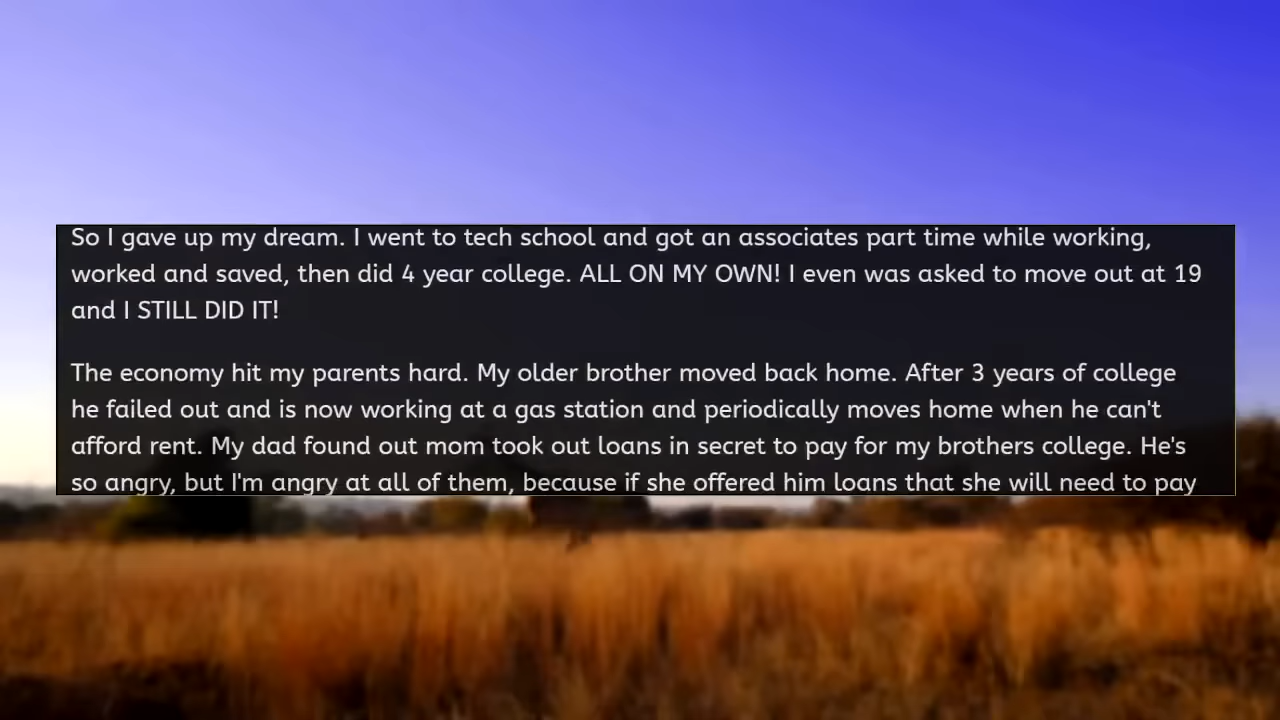 So I gave up my dream. I went to tech school and got an associates part time while working,
worked and saved, then did 4 year college. ALL ON MY OWN! I even was asked to move out at 19
and I STILL DID IT!
The economy hit my parents hard. My older brother moved back home. After 3 years of college
he failed out and is now working at a gas station and periodically moves home when he can't
afford rent. My dad found out mom took out loans in secret to pay for my brothers college. He's
so angry, but I'm angry at all of them, because if she offered him loans that she will need to pay